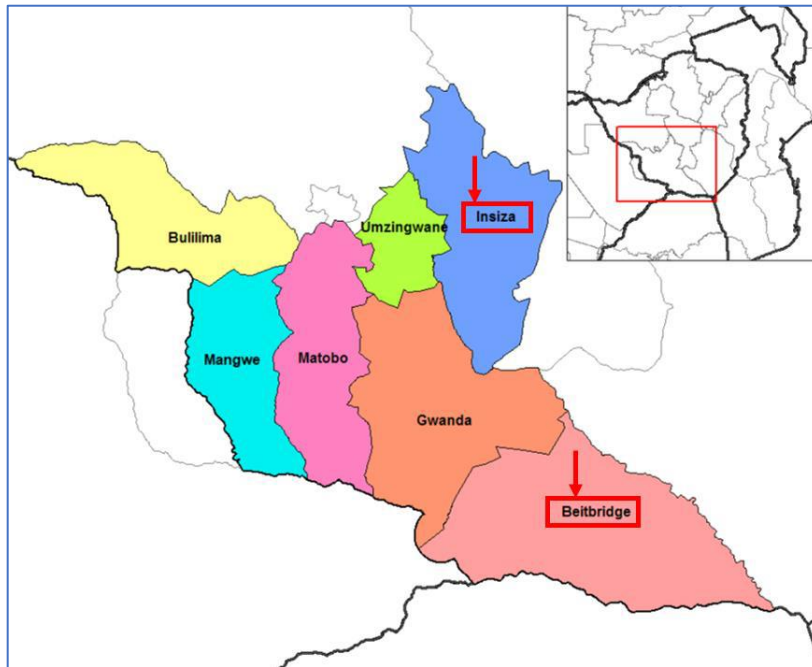 Insiza
Umzingwane
Bulilima
Mangwe
Matobo
Gwanda
Beitbridge